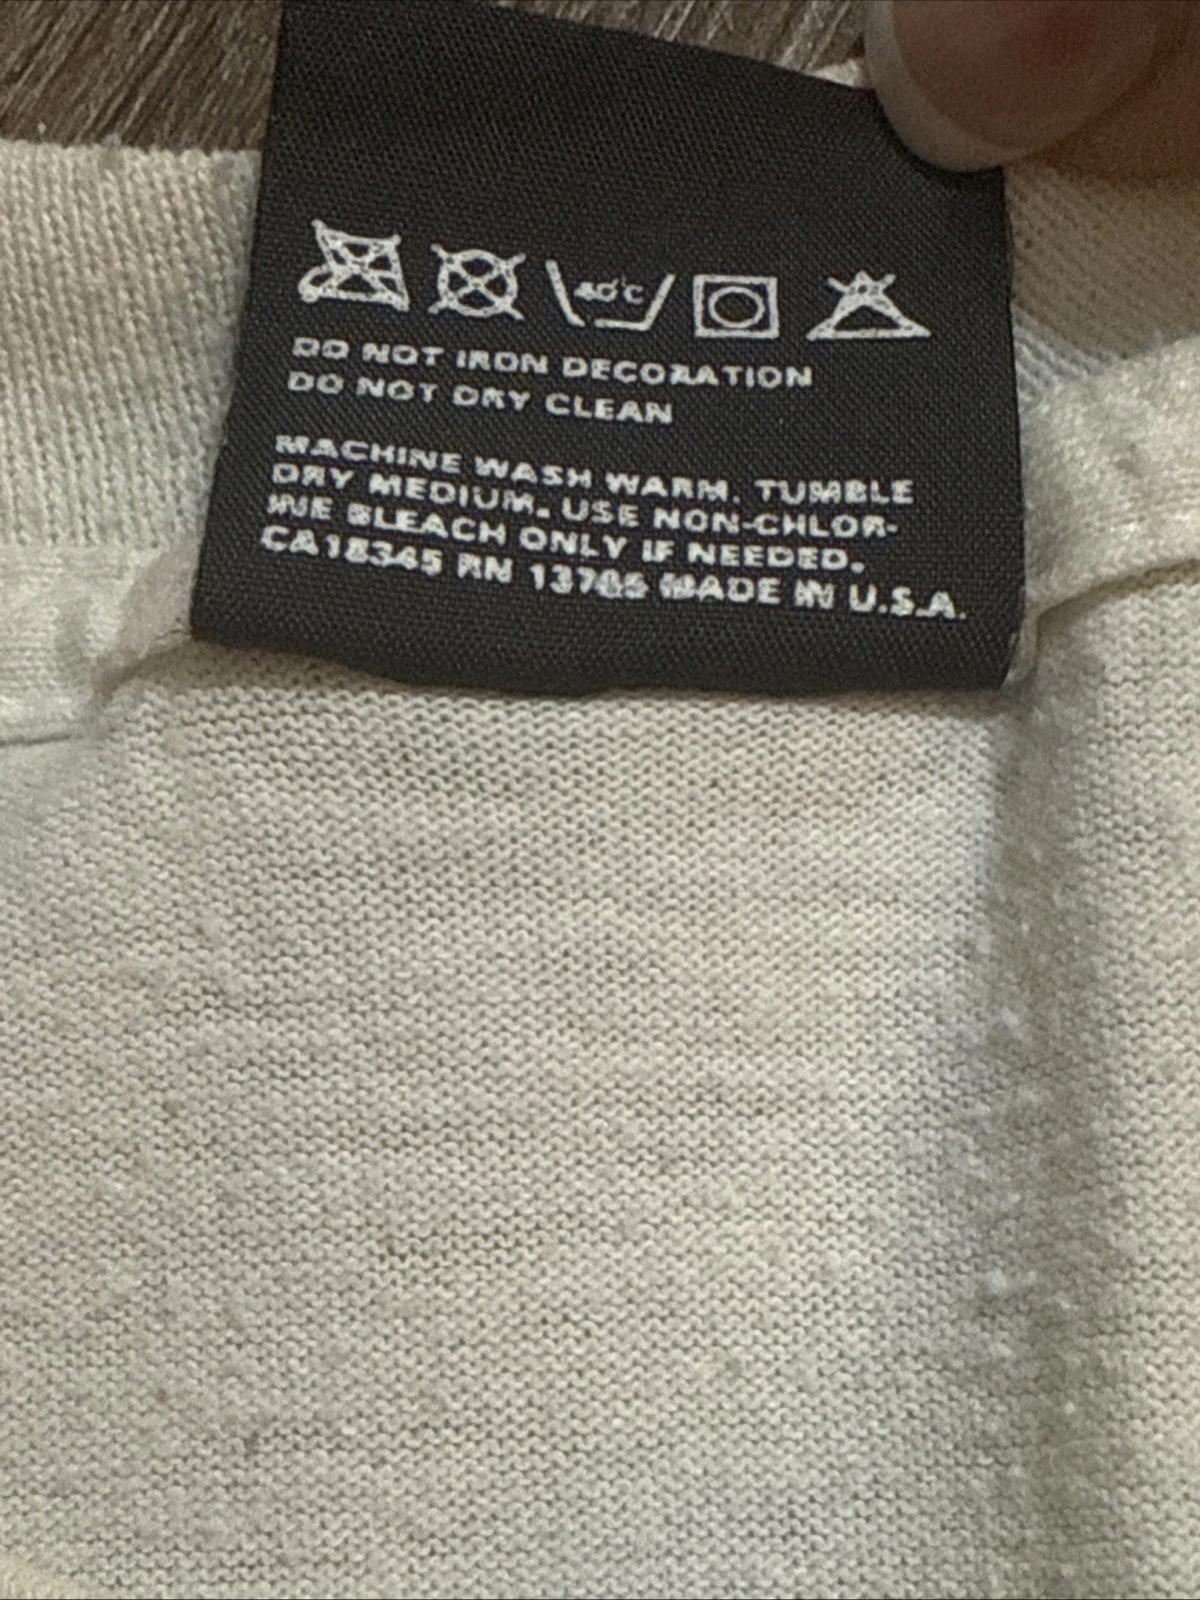 40°C
DO NOT IRON DECORATION
DO NOT DRY CLEAN
MACHINE WASH WARM. TUMBLE
DRY MEDIUM. USE NON-CHLOR-
INE BLEACH ONLY IF NEEDED.
CA18345 RN 13765 MADE IN U.S.A.